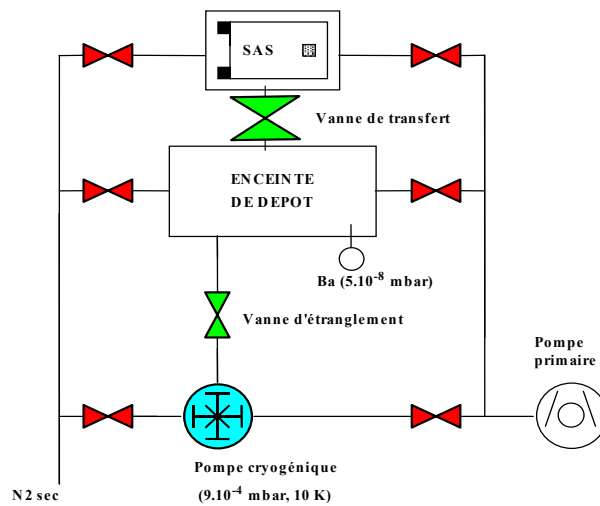 SAS
Vanne de transfert
ENCEINTE
DE DEPOT
Ba (5.10⁻⁸ mbar)
Vanne d'étranglement
Pompe
primaire
Pompe cryogénique
(9.10⁻⁴ mbar, 10 K)
N2 sec